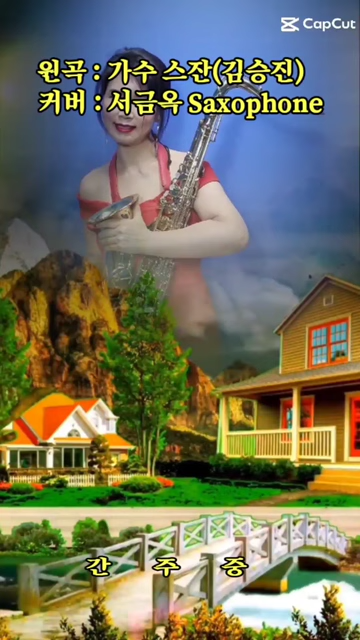 CapCut
원곡 : 가수 스잔(김승진)
커버 : 서금옥 Saxophone
간 주 중